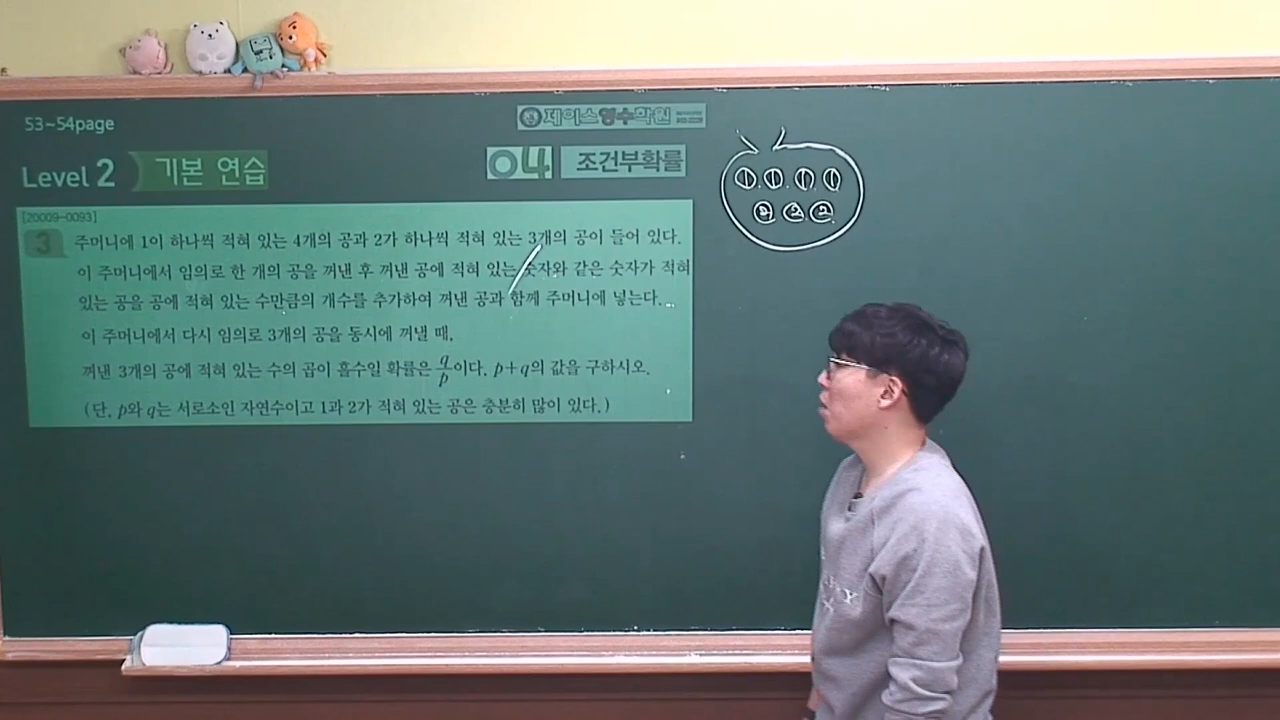 53~54page
제이스영수학원
Level 2 기본 연습
04 조건부확률
[20009-0093]
3 주머니에 1이 하나씩 적혀 있는 4개의 공과 2가 하나씩 적혀 있는 3개의 공이 들어 있다.
이 주머니에서 임의로 한 개의 공을 꺼낸 후 꺼낸 공에 적혀 있는 숫자와 같은 숫자가 적혀
있는 공을 공에 적혀 있는 수만큼의 개수를 추가하여 꺼낸 공과 함께 주머니에 넣는다.
이 주머니에서 다시 임의로 3개의 공을 동시에 꺼낼 때,
꺼낸 3개의 공에 적혀 있는 수의 곱이 홀수일 확률은 q/p이다. p+q의 값을 구하시오.
(단, p와 q는 서로소인 자연수이고 1과 2가 적혀 있는 공은 충분히 많이 있다.)
① ① ① ①
② ② ②